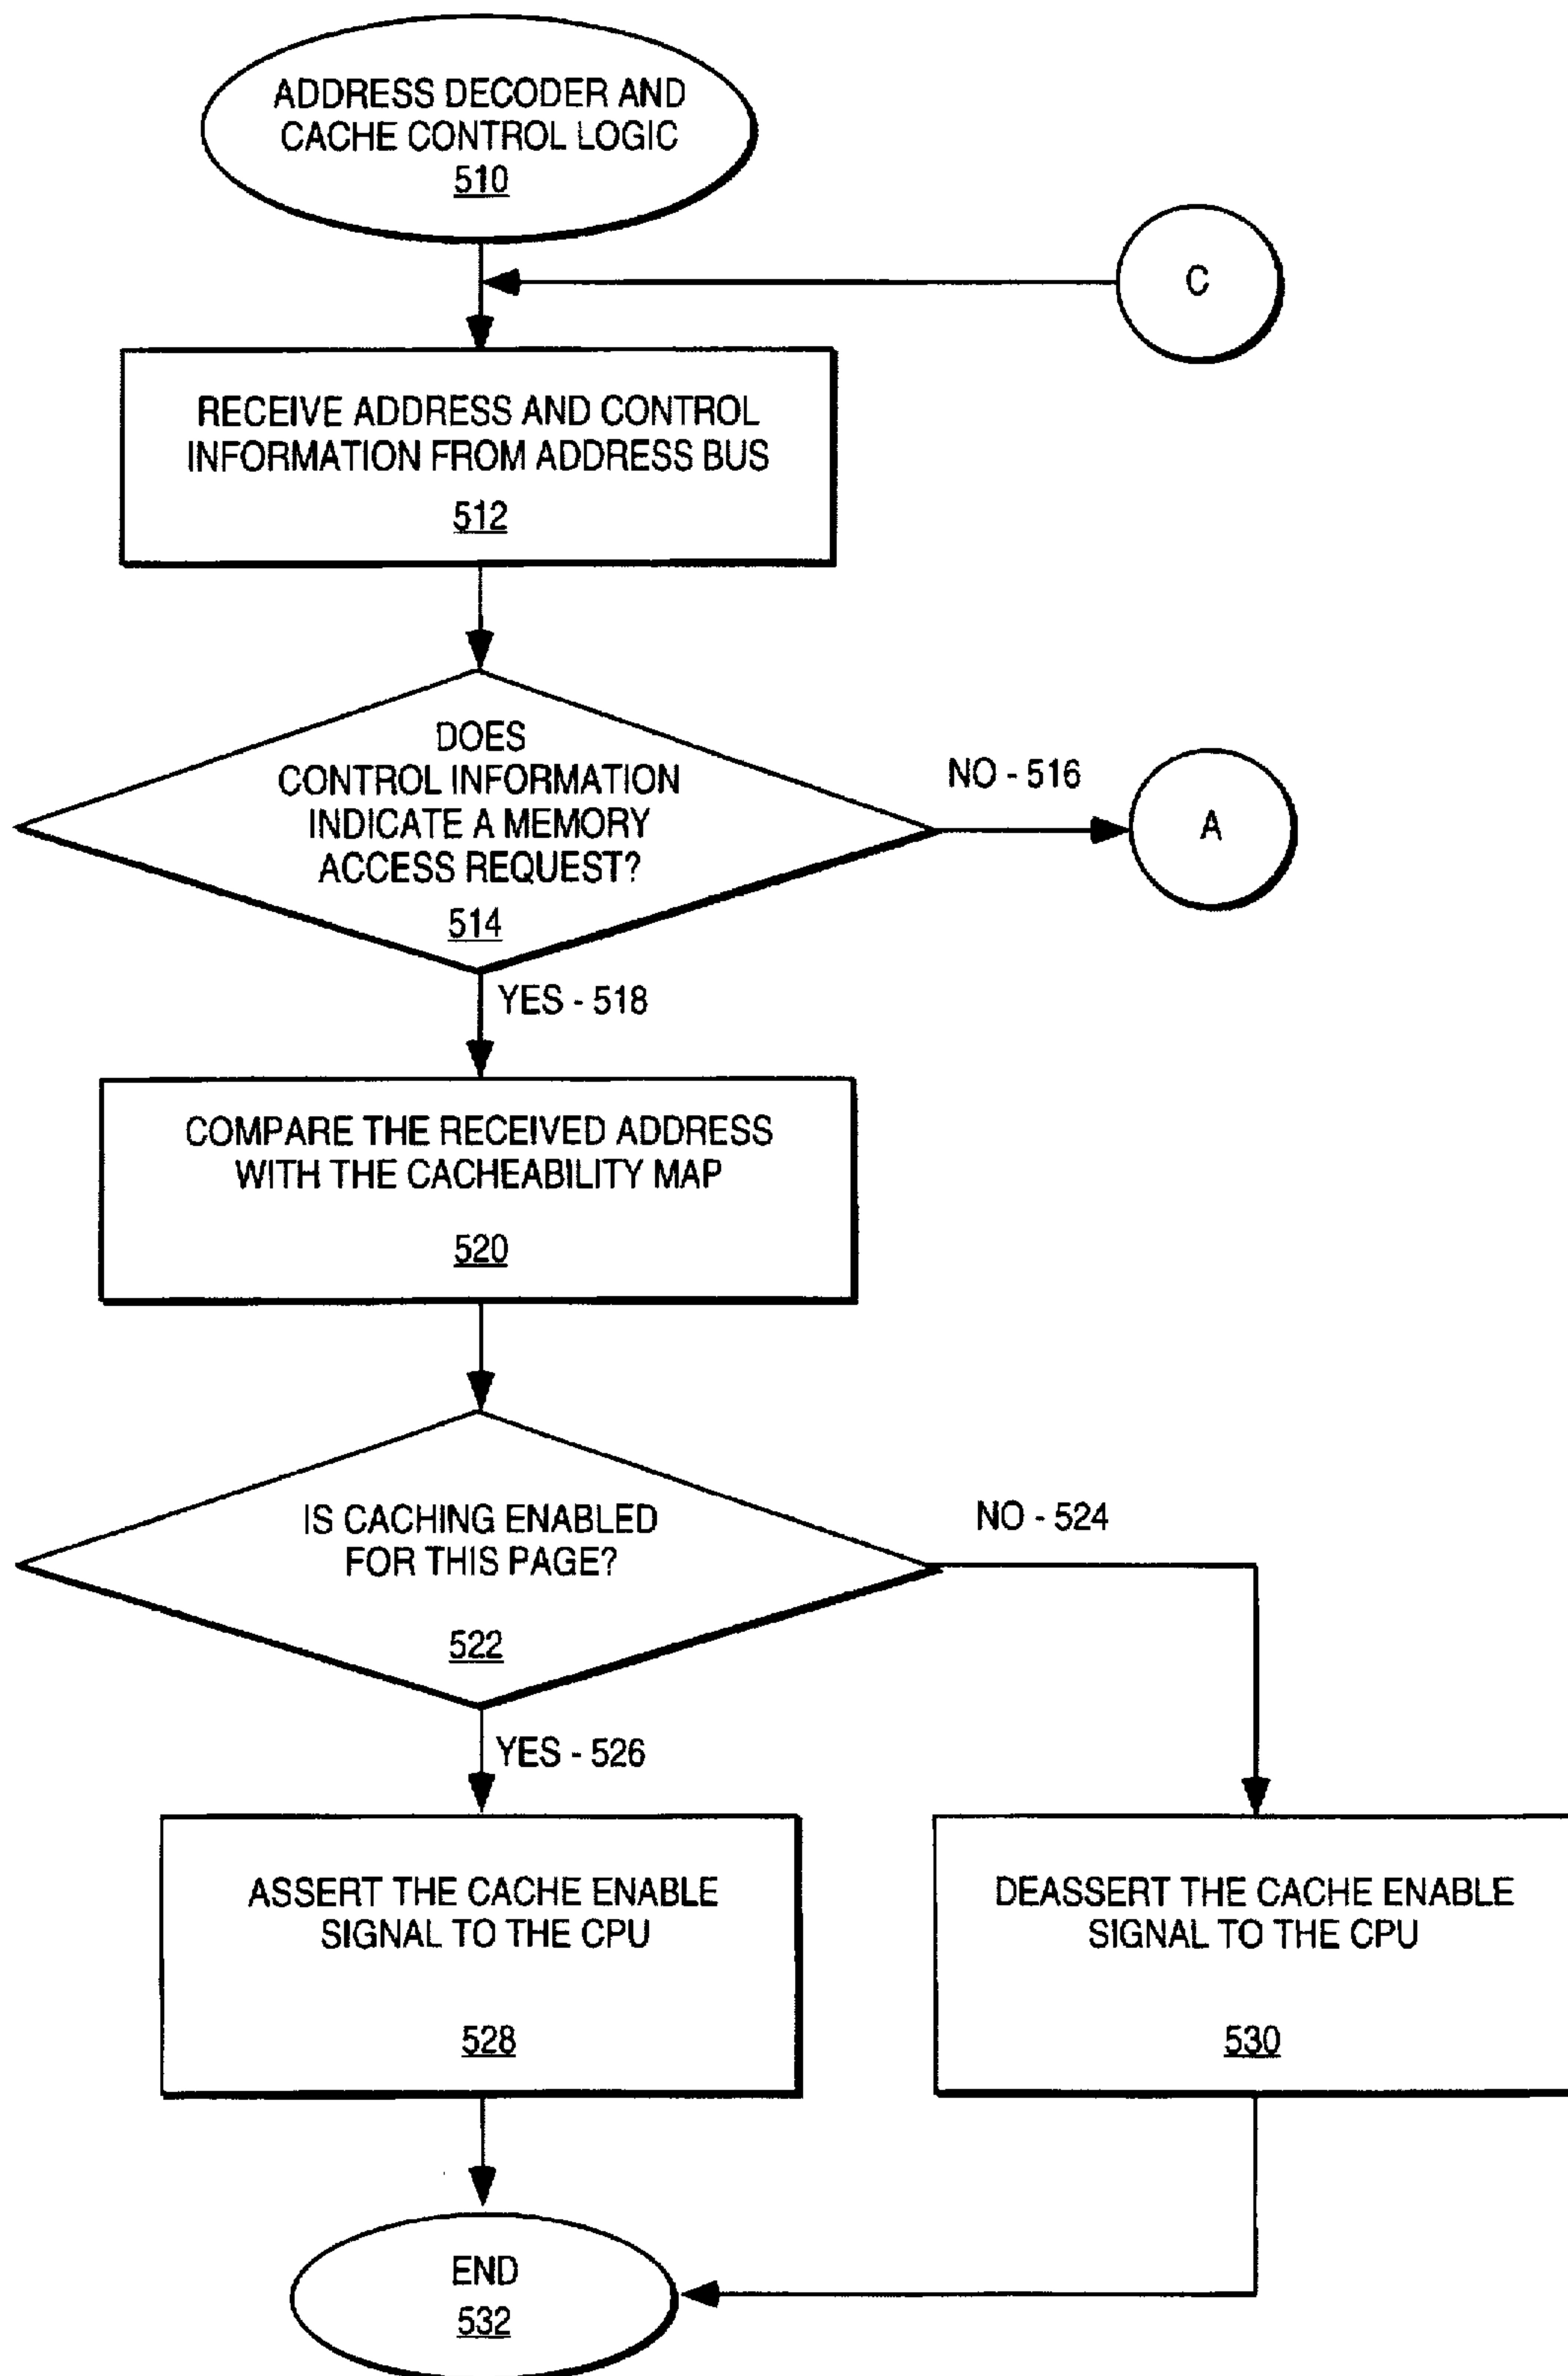 ADDRESS DECODER AND
CACHE CONTROL LOGIC
510
C
RECEIVE ADDRESS AND CONTROL
INFORMATION FROM ADDRESS BUS
512
DOES
CONTROL INFORMATION
INDICATE A MEMORY
ACCESS REQUEST?
514
NO - 516
A
YES - 518
COMPARE THE RECEIVED ADDRESS
WITH THE CACHEABILITY MAP
520
IS CACHING ENABLED
FOR THIS PAGE?
522
NO - 524
YES - 526
ASSERT THE CACHE ENABLE
SIGNAL TO THE CPU
528
DEASSERT THE CACHE ENABLE
SIGNAL TO THE CPU
530
END
532